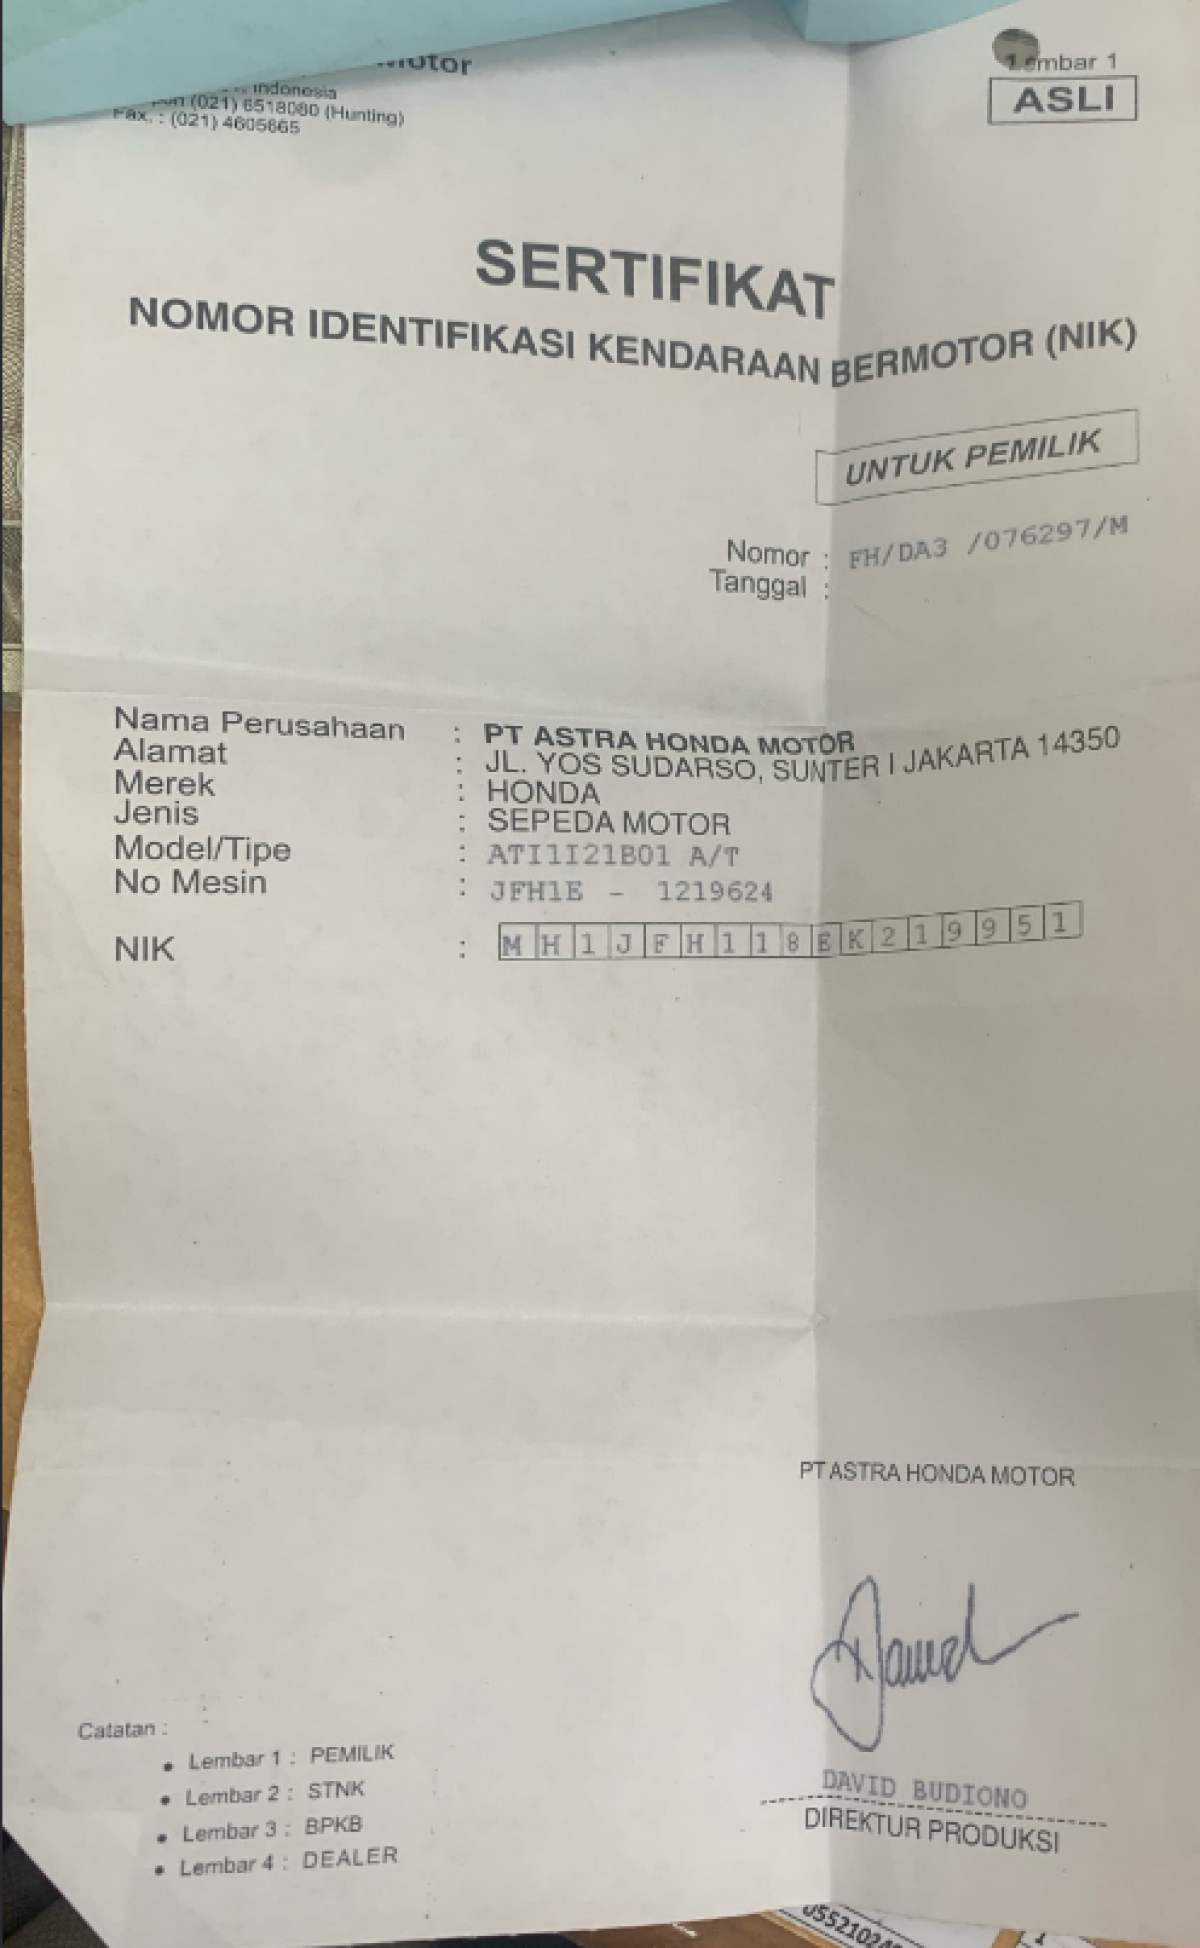 Motor
Indonesia
(021) 6518080 (Hunting)
Fax. : (021) 4605665
Lembar 1
ASLI
SERTIFIKAT
NOMOR IDENTIFIKASI KENDARAAN BERMOTOR (NIK)
UNTUK PEMILIK
Nomor : FH/DA3 /076297/M
Tanggal :
Nama Perusahaan : PT ASTRA HONDA MOTOR
Alamat : JL. YOS SUDARSO, SUNTER I JAKARTA 14350
Merek : HONDA
Jenis : SEPEDA MOTOR
Model/Tipe : ATI1I21B01 A/T
No Mesin : JFH1E - 1219624
NIK : MH1JFH118EK219951
PT ASTRA HONDA MOTOR
DAVID BUDIONO
DIREKTUR PRODUKSI
Catatan :
• Lembar 1 : PEMILIK
• Lembar 2 : STNK
• Lembar 3 : BPKB
• Lembar 4 : DEALER